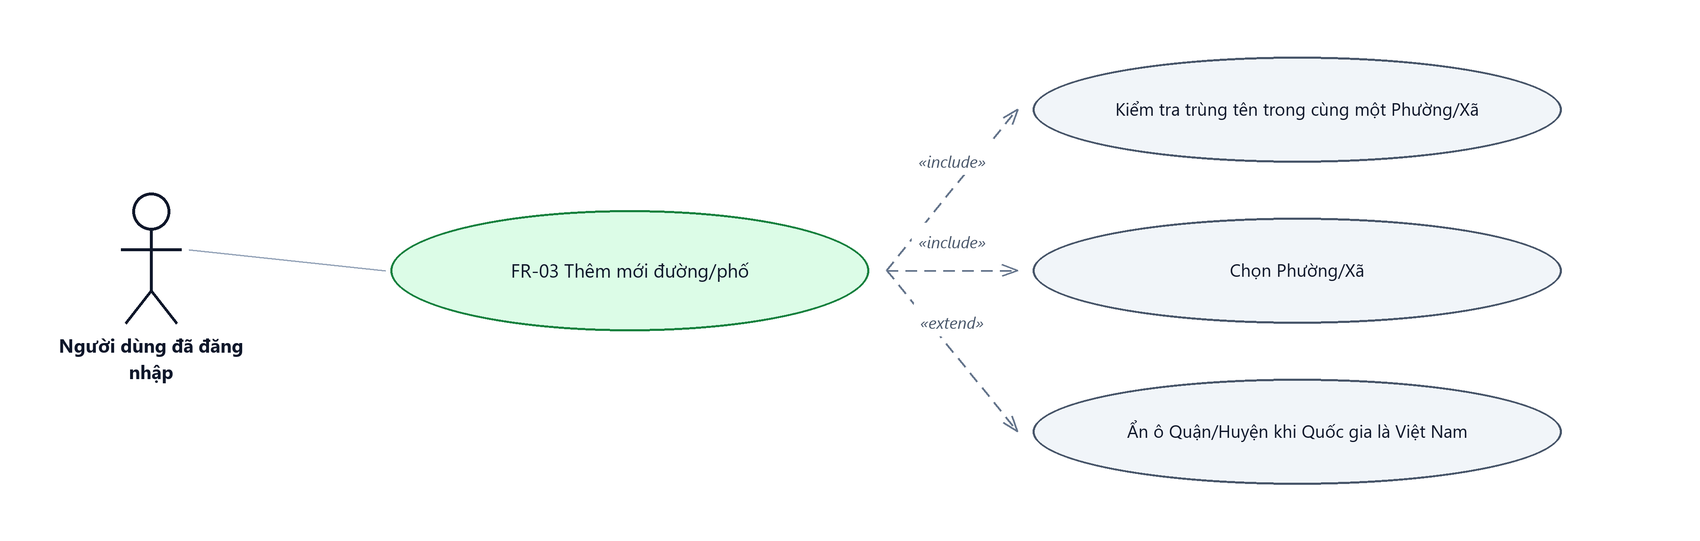 Kiểm tra trùng tên trong cùng một Phường/Xã
«include»
«include»
FR-03 Thêm mới đường/phố
Chọn Phường/Xã
«extend»
Người dùng đã đăng
nhập
Ẩn ô Quận/Huyện khi Quốc gia là Việt Nam